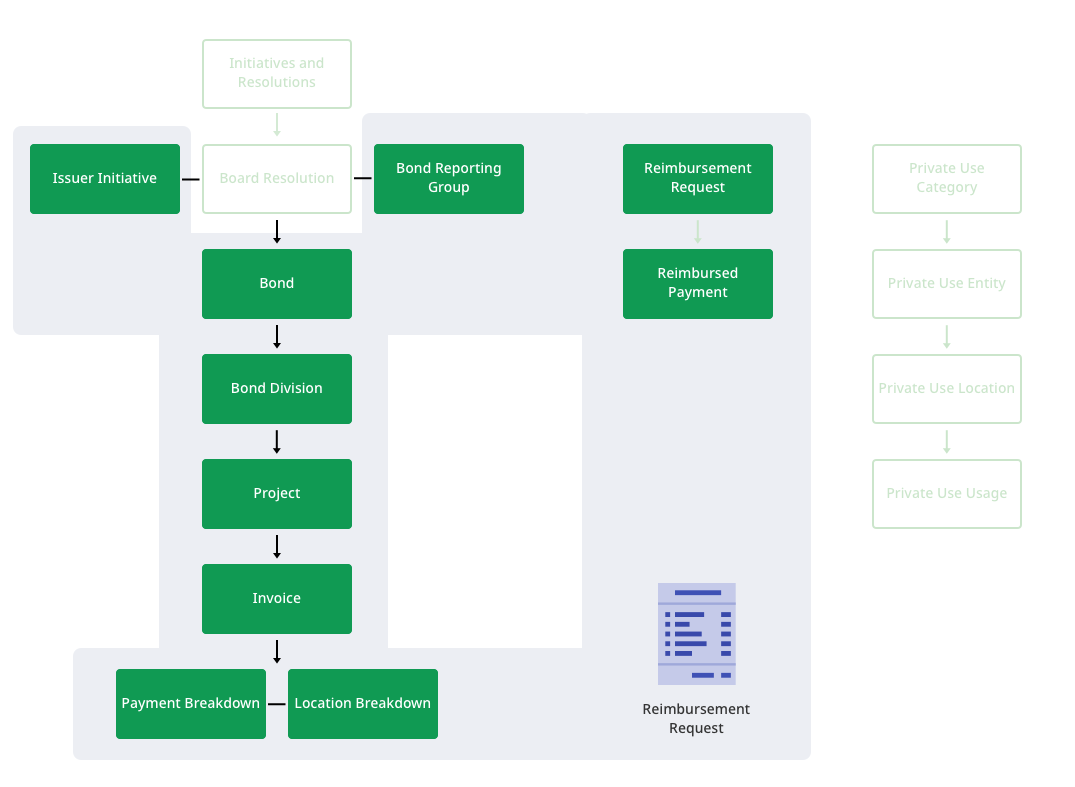 Initiatives and
Resolutions
Issuer Initiative
Board Resolution
Bond Reporting
Group
Reimbursement
Request
Private Use
Category
Bond
Reimbursed
Payment
Private Use Entity
Bond Division
Private Use Location
Project
Private Use Usage
Invoice
Payment Breakdown
Location Breakdown
Reimbursement
Request